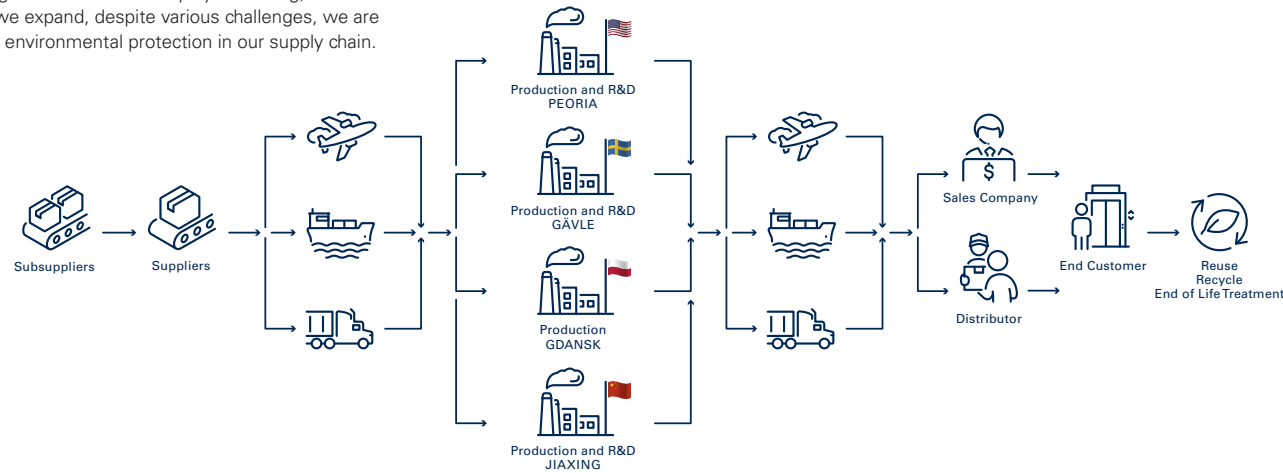 we expand, despite various challenges, we are
environmental protection in our supply chain.
Production and R&D
PEORIA
Production and R&D
GÄVLE
Production
GDANSK
Production and R&D
JIAXING
Subsuppliers
Suppliers
$
Sales Company
Distributor
End Customer
Reuse
Recycle
End of Life Treatment